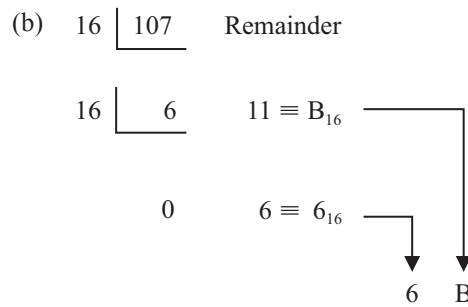 (b) 16 107 Remainder
16 6 11 ≡ B₁₆
0 6 ≡ 6₁₆
6 B